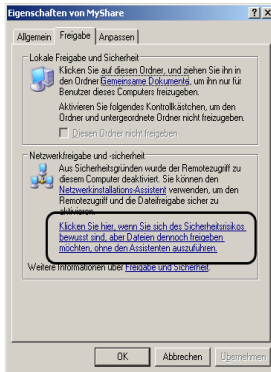 Eigenschaften von MyShare
Allgemein Freigabe Anpassen
Lokale Freigabe und Sicherheit
Klicken Sie auf diesen Ordner, und ziehen Sie ihn in
den Ordner Gemeinsame Dokumente, um ihn nur für
Benutzer dieses Computers freizugeben.
Aktivieren Sie folgendes Kontrollkästchen, um den
Ordner und untergeordnete Ordner nicht freizugeben.
Diesen Ordner nicht freigeben
Netzwerkfreigabe und -sicherheit
Aus Sicherheitsgründen wurde der Remotezugriff zu
diesem Computer deaktiviert. Sie können den
Netzwerkinstallations-Assistent verwenden, um den
Remotezugriff und die Dateifreigabe sicher zu
aktivieren.
Klicken Sie hier, wenn Sie sich des Sicherheitsrisikos
bewusst sind, aber Dateien dennoch freigeben
möchten, ohne den Assistenten auszuführen.
Weitere Informationen über Freigabe und Sicherheit.
OK Abbrechen Übernehmen